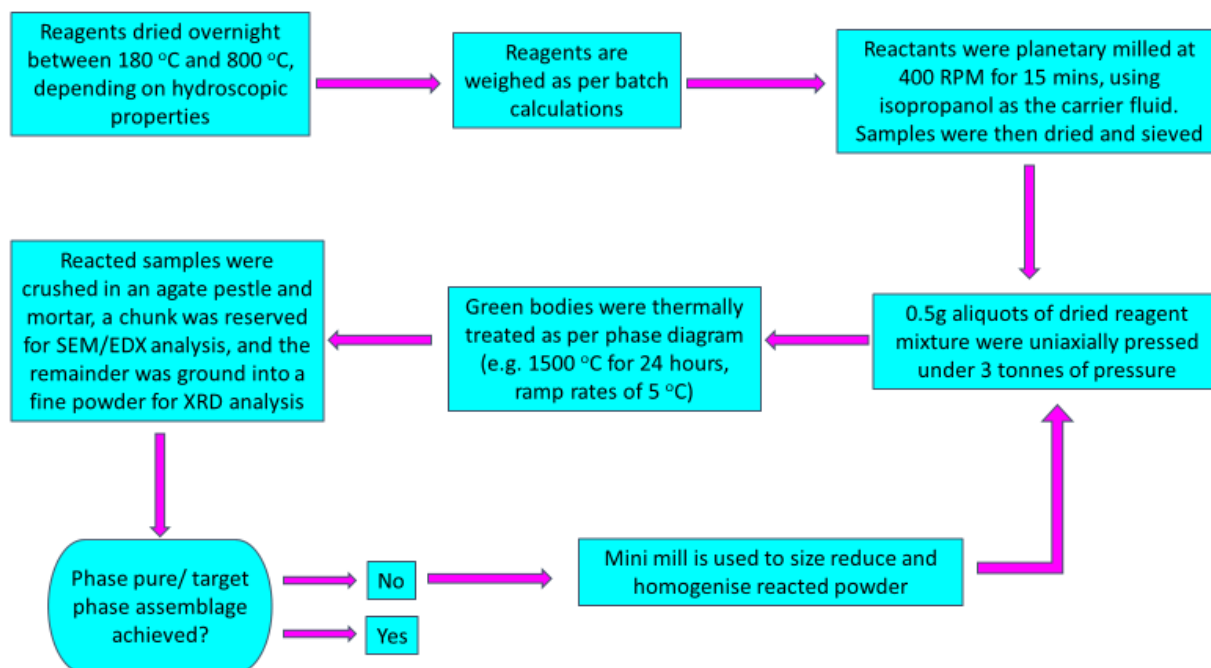 Reagents dried overnight
between 180 °C and 800 °C,
depending on hydroscopic
properties
Reagents are
weighed as per batch
calculations
Reactants were planetary milled at
400 RPM for 15 mins, using
isopropanol as the carrier fluid.
Samples were then dried and sieved
0.5g aliquots of dried reagent
mixture were uniaxially pressed
under 3 tonnes of pressure
Green bodies were thermally
treated as per phase diagram
(e.g. 1500 °C for 24 hours,
ramp rates of 5 °C)
Reacted samples were
crushed in an agate pestle and
mortar, a chunk was reserved
for SEM/EDX analysis, and the
remainder was ground into a
fine powder for XRD analysis
Phase pure/ target
phase assemblage
achieved?
No
Yes
Mini mill is used to size reduce and
homogenise reacted powder